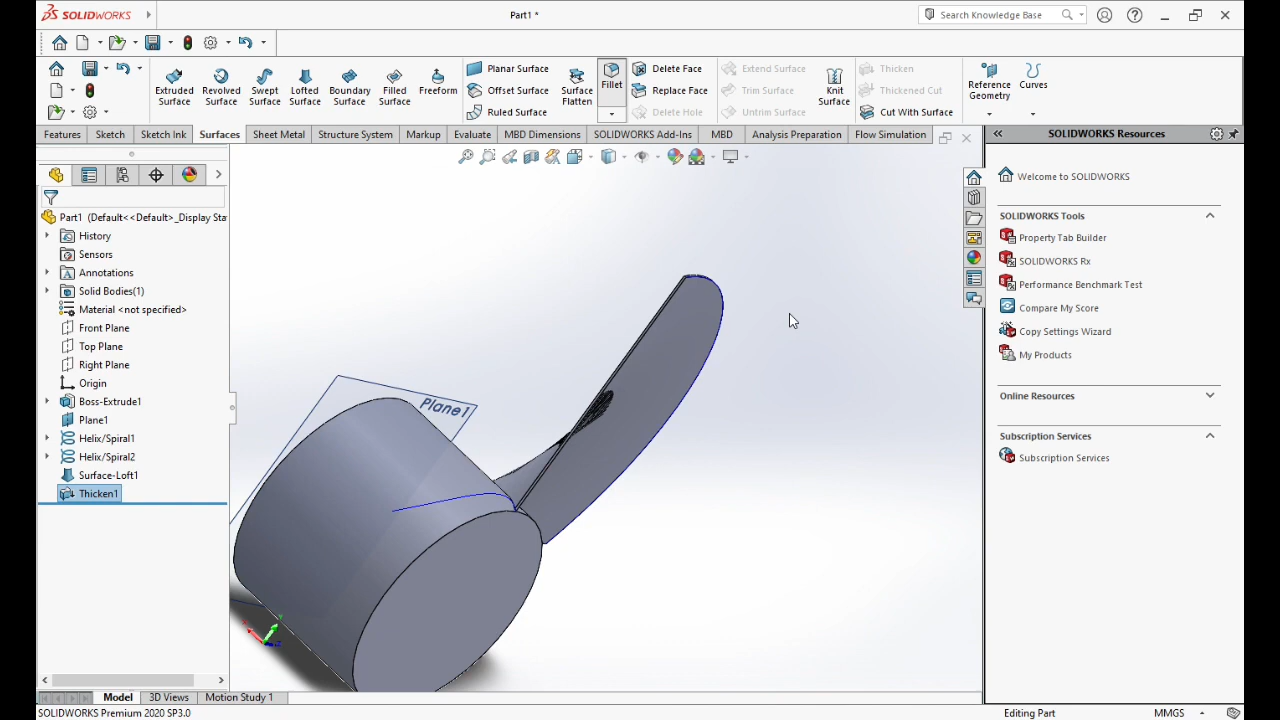 SOLIDWORKS
Part1 *
Search Knowledge Base
Extruded Surface
Revolved Surface
Swept Surface
Lofted Surface
Boundary Surface
Filled Surface
Freeform
Planar Surface
Offset Surface
Ruled Surface
Surface Flatten
Fillet
Delete Face
Replace Face
Delete Hole
Extend Surface
Trim Surface
Untrim Surface
Knit Surface
Thicken
Thickened Cut
Cut With Surface
Reference Geometry
Curves
Features
Sketch
Sketch Ink
Surfaces
Sheet Metal
Structure System
Markup
Evaluate
MBD Dimensions
SOLIDWORKS Add-Ins
MBD
Analysis Preparation
Flow Simulation
SOLIDWORKS Resources
Part1 (Default<<Default>_Display Sta
History
Sensors
Annotations
Solid Bodies(1)
Material <not specified>
Front Plane
Top Plane
Right Plane
Origin
Boss-Extrude1
Plane1
Helix/Spiral1
Helix/Spiral2
Surface-Loft1
Thicken1
Plane1
Welcome to SOLIDWORKS
SOLIDWORKS Tools
Property Tab Builder
SOLIDWORKS Rx
Performance Benchmark Test
Compare My Score
Copy Settings Wizard
My Products
Online Resources
Subscription Services
Subscription Services
Model
3D Views
Motion Study 1
SOLIDWORKS Premium 2020 SP3.0
Editing Part
MMGS